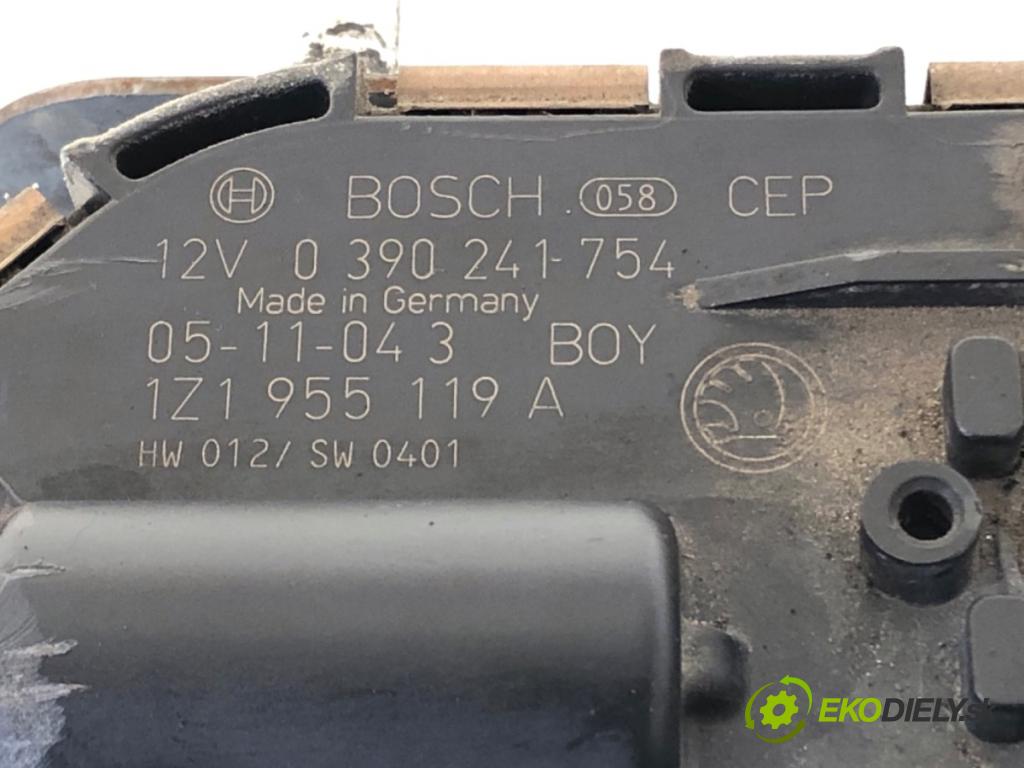 BOSCH 058 CEP
12V 0 390 241-754
Made in Germany
05-11-04 3 BOY
1Z1 955 119 A
HW 012/ SW 0401
EKODIELY.sk